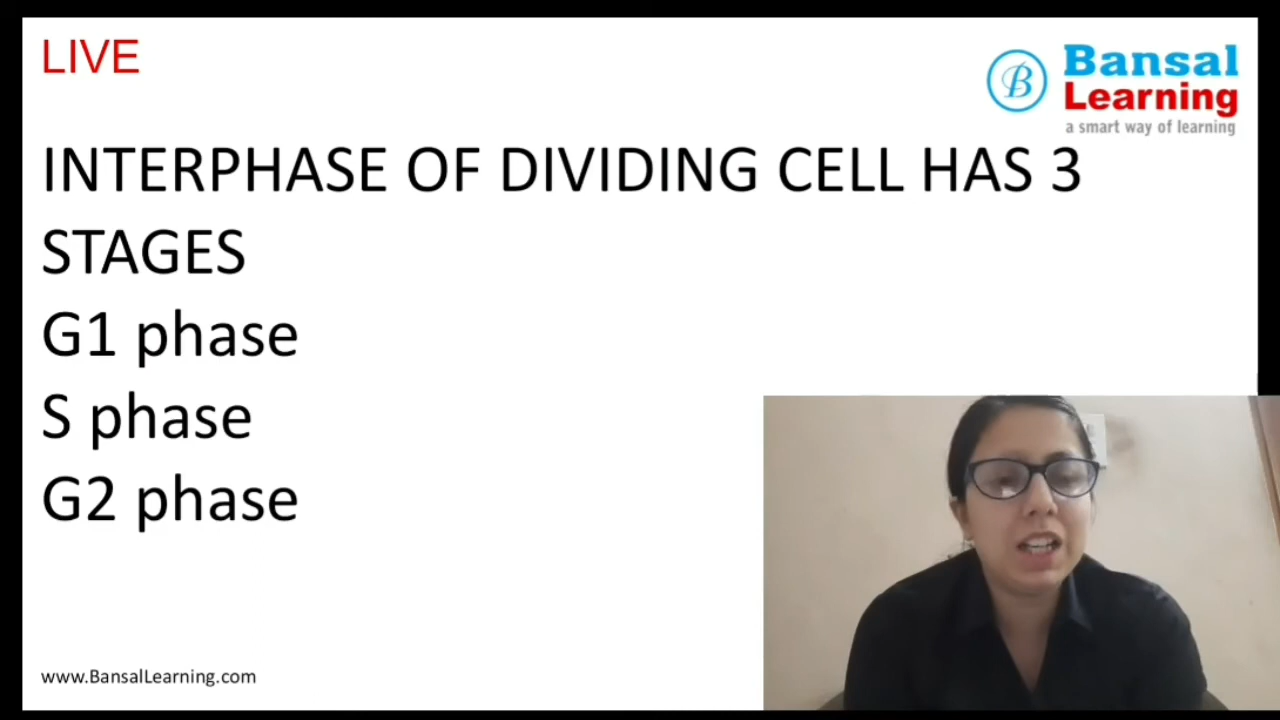 LIVE
B Bansal
Learning
a smart way of learning
INTERPHASE OF DIVIDING CELL HAS 3
STAGES
G1 phase
S phase
G2 phase
www.BansalLearning.com